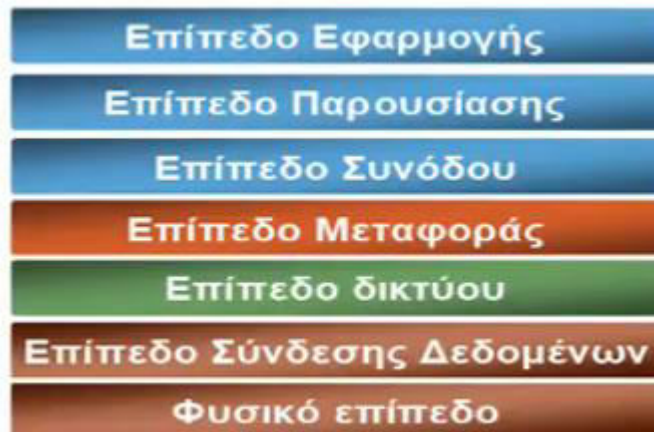 Επίπεδο Εφαρμογής
Επίπεδο Παρουσίασης
Επίπεδο Συνόδου
Επίπεδο Μεταφοράς
Επίπεδο δικτύου
Επίπεδο Σύνδεσης Δεδομένων
Φυσικό επίπεδο